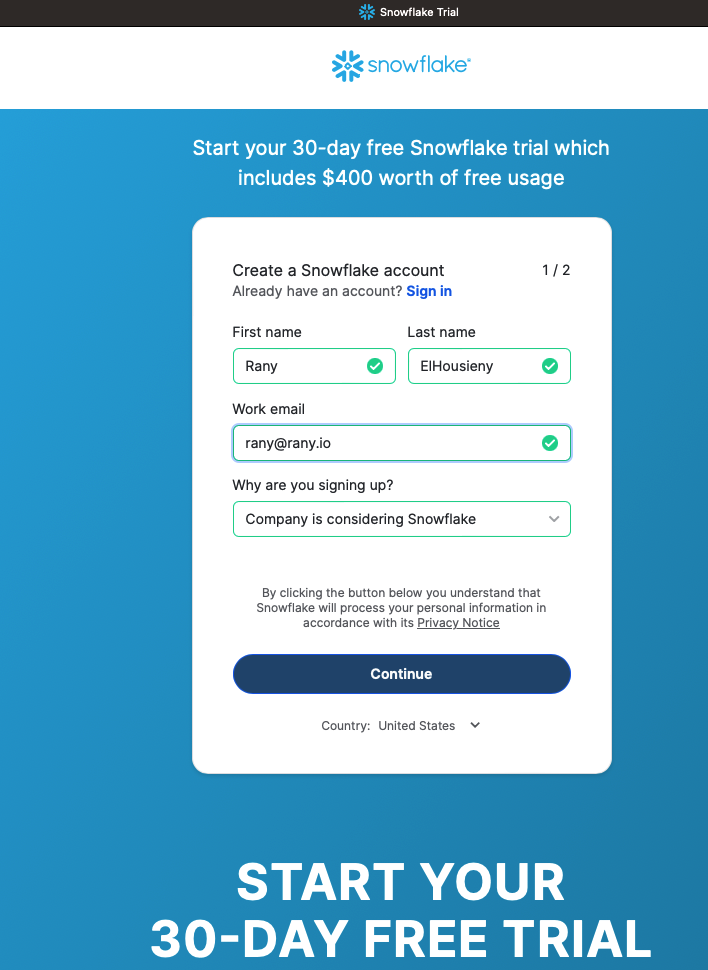 Snowflake Trial
snowflake
Start your 30-day free Snowflake trial which
includes $400 worth of free usage
Create a Snowflake account 1 / 2
Already have an account? Sign in
First name Last name
Rany ElHousieny
Work email
rany@rany.io
Why are you signing up?
Company is considering Snowflake
By clicking the button below you understand that
Snowflake will process your personal information in
accordance with its Privacy Notice
Continue
Country: United States
START YOUR
30-DAY FREE TRIAL